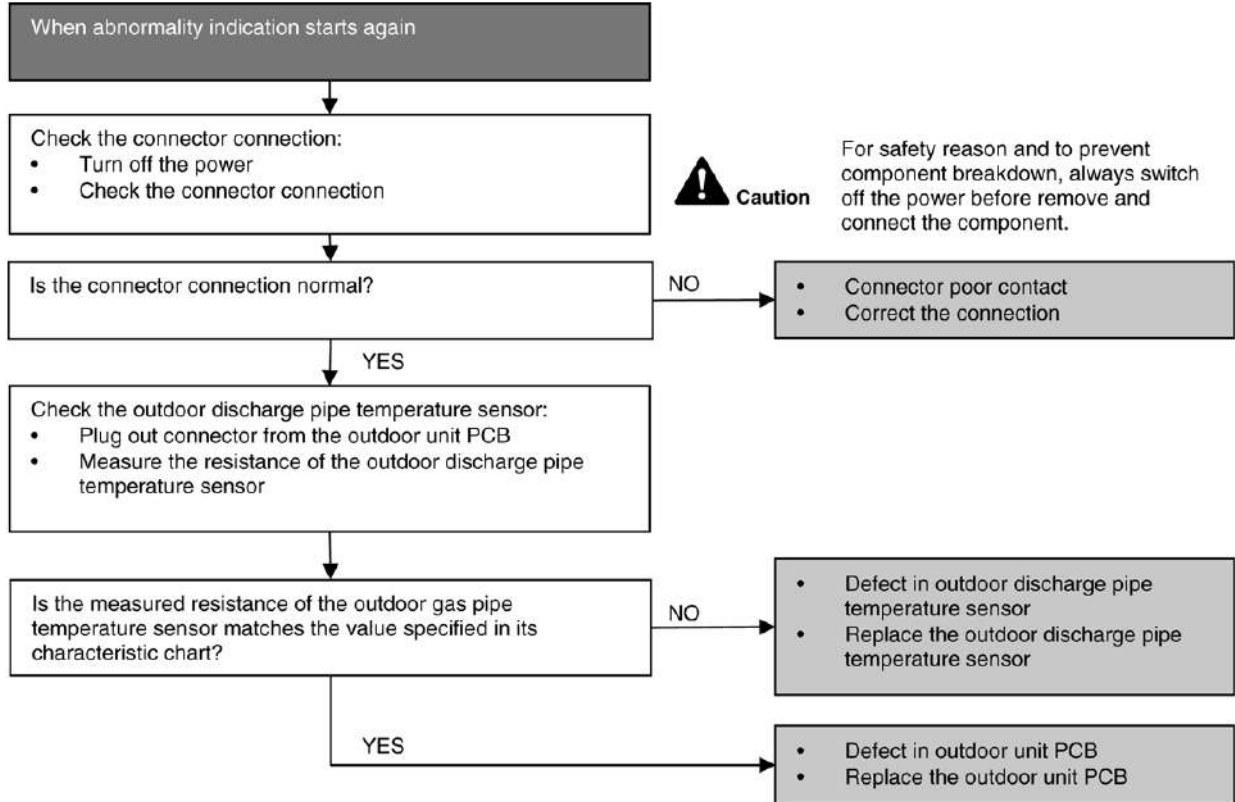 When abnormality indication starts again
Check the connector connection:
• Turn off the power
• Check the connector connection
Caution
For safety reason and to prevent
component breakdown, always switch
off the power before remove and
connect the component.
Is the connector connection normal?
NO
• Connector poor contact
• Correct the connection
YES
Check the outdoor discharge pipe temperature sensor:
• Plug out connector from the outdoor unit PCB
• Measure the resistance of the outdoor discharge pipe
temperature sensor
Is the measured resistance of the outdoor gas pipe
temperature sensor matches the value specified in its
characteristic chart?
NO
• Defect in outdoor discharge pipe
temperature sensor
• Replace the outdoor discharge pipe
temperature sensor
YES
• Defect in outdoor unit PCB
• Replace the outdoor unit PCB